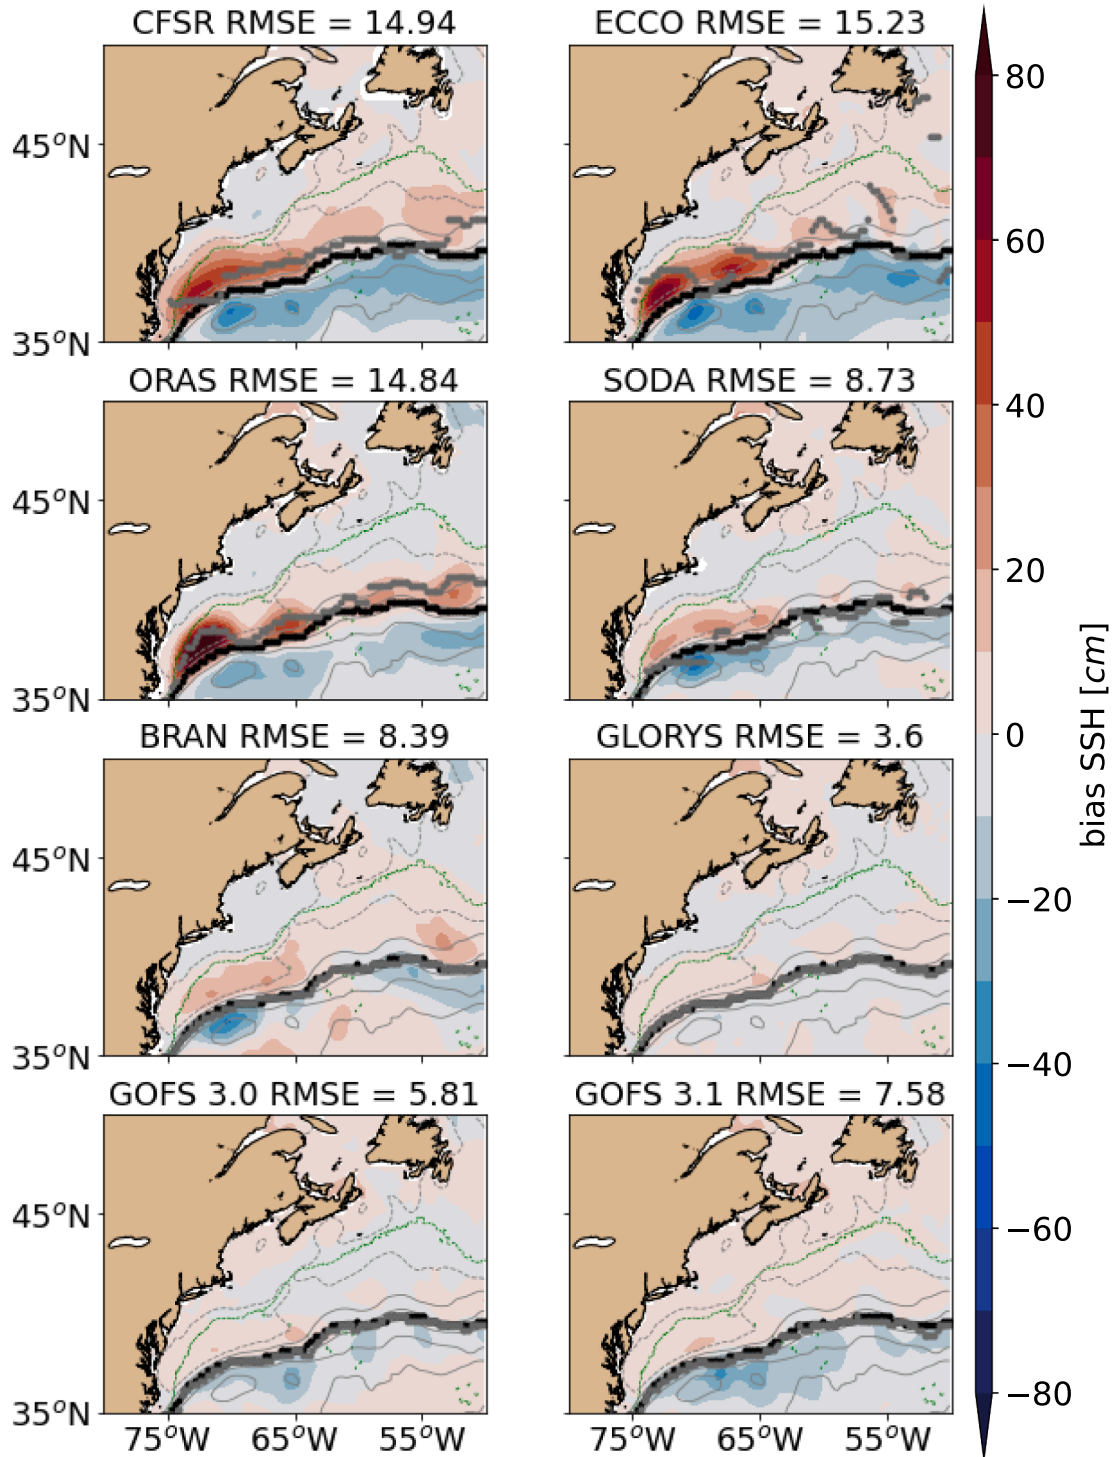 CFSR RMSE = 14.94
ECCO RMSE = 15.23
45°N
35°N
ORAS RMSE = 14.84
SODA RMSE = 8.73
45°N
35°N
BRAN RMSE = 8.39
GLORYS RMSE = 3.6
45°N
35°N
GOFS 3.0 RMSE = 5.81
GOFS 3.1 RMSE = 7.58
45°N
35°N
75°W 65°W 55°W
75°W 65°W 55°W
80
60
40
20
0
−20
−40
−60
−80
bias SSH [cm]